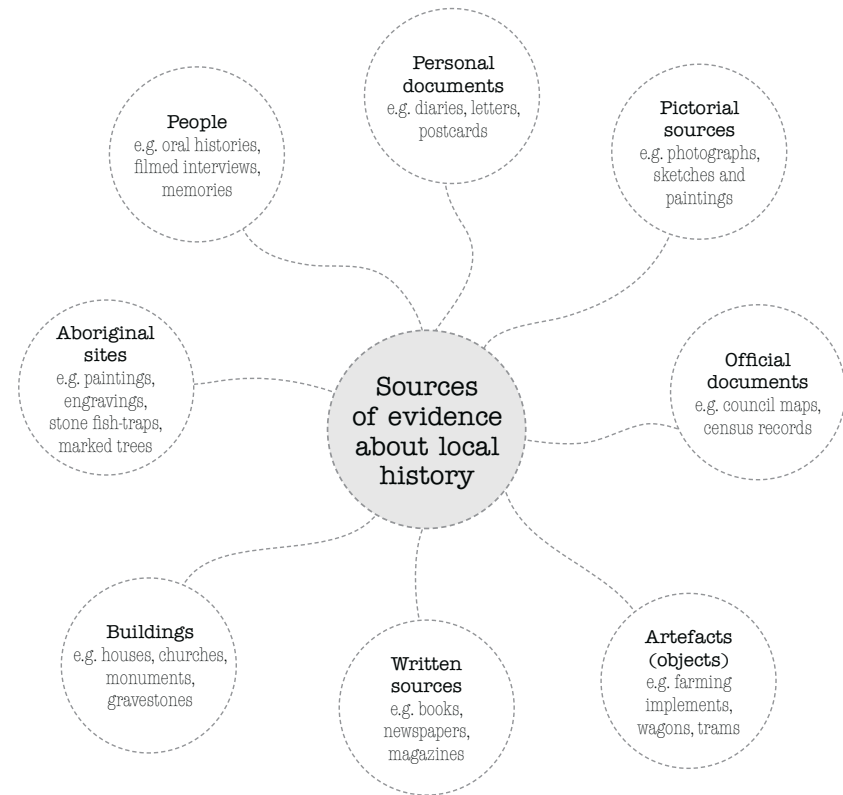 Personal
documents
e.g. diaries, letters,
postcards
Pictorial
sources
e.g. photographs,
sketches and
paintings
People
e.g. oral histories,
filmed interviews,
memories
Aboriginal
sites
e.g. paintings,
engravings,
stone fish-traps,
marked trees
Sources
of evidence
about local
history
Official
documents
e.g. council maps,
census records
Buildings
e.g. houses, churches,
monuments,
gravestones
Written
sources
e.g. books,
newspapers,
magazines
Artefacts
(objects)
e.g. farming
implements,
wagons, trams